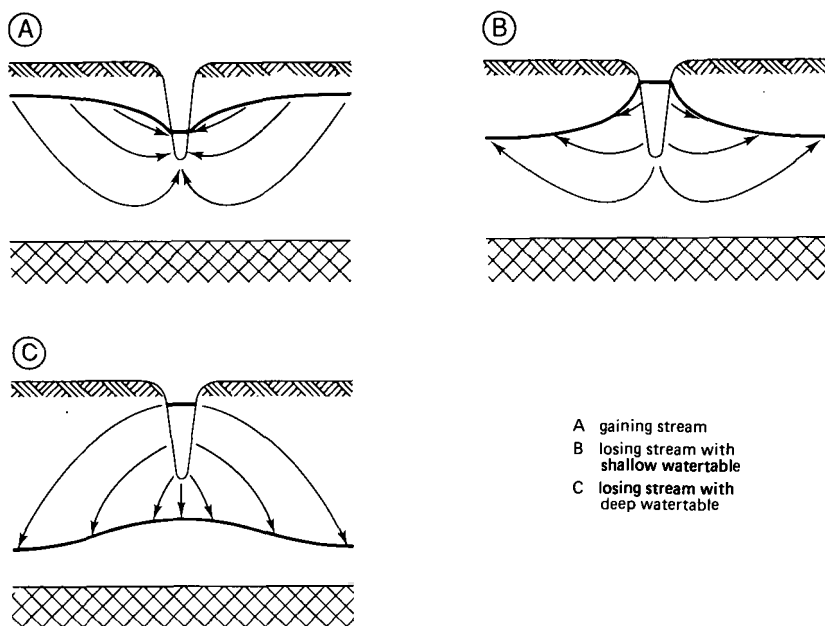 A
B
C
A gaining stream
B losing stream with
shallow watertable
C losing stream with
deep watertable